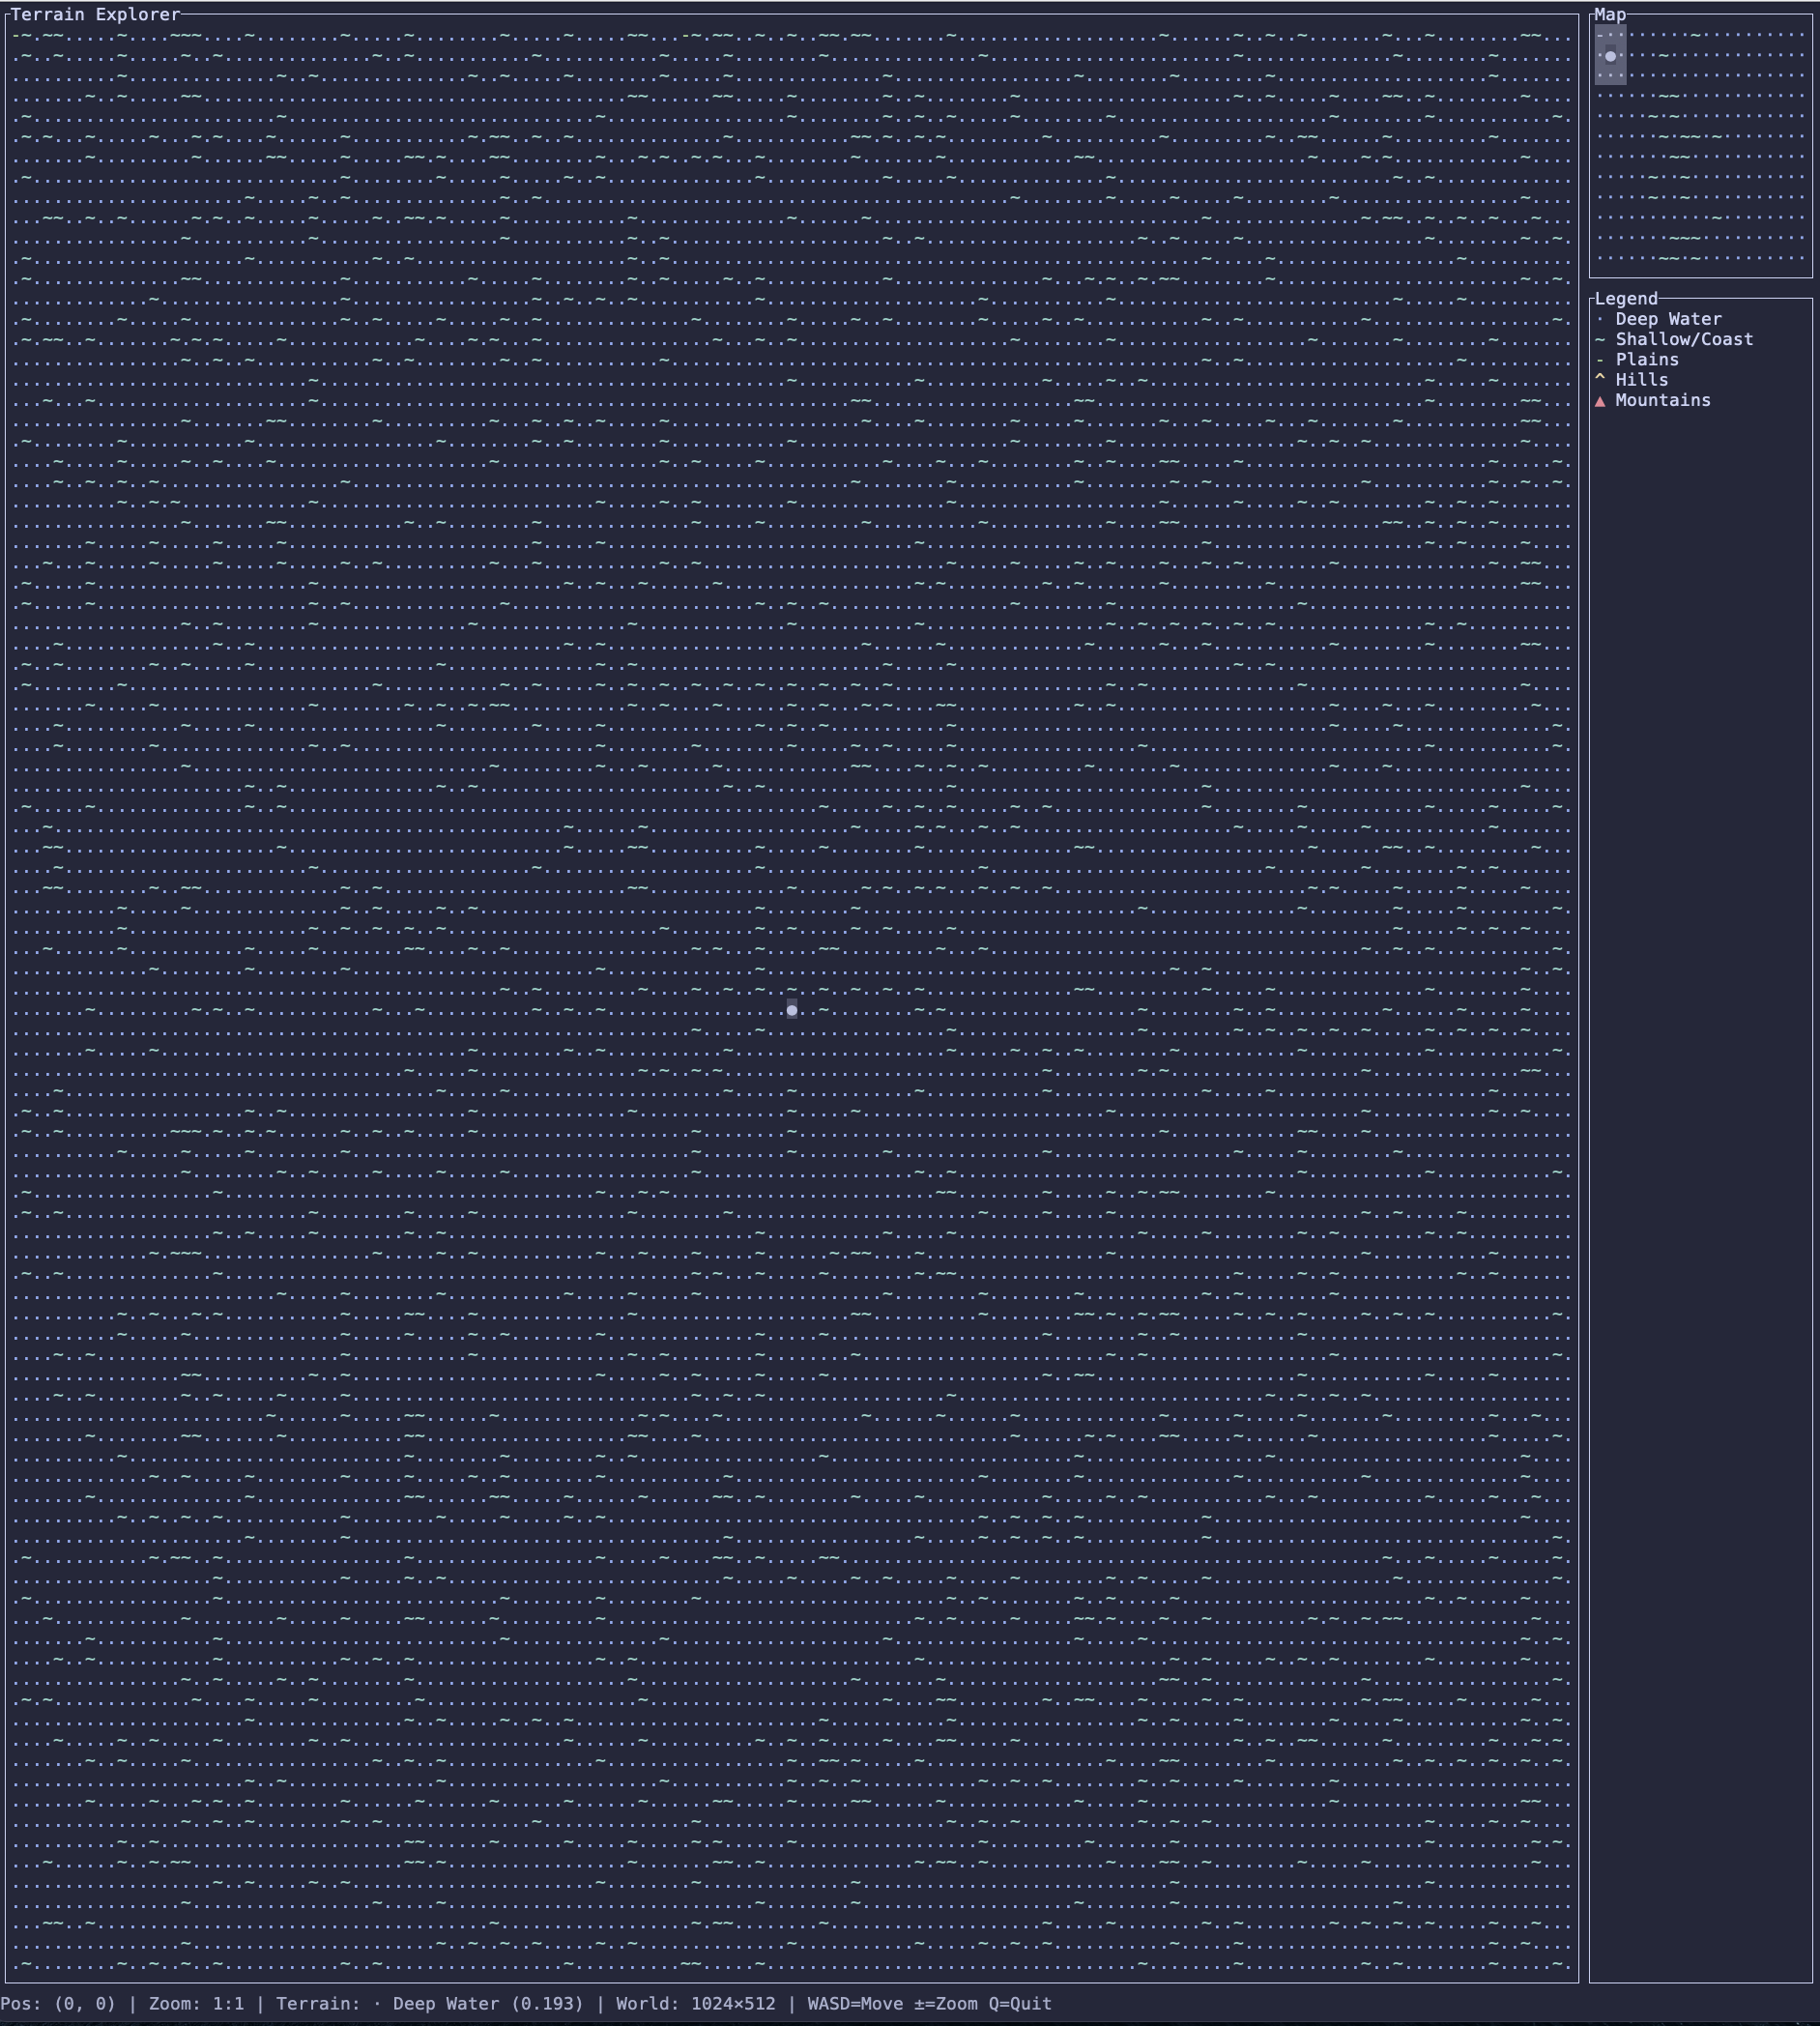 Terrain Explorer
Map
Legend
· Deep Water
~ Shallow/Coast
- Plains
^ Hills
▲ Mountains
Pos: (0, 0) | Zoom: 1:1 | Terrain: · Deep Water (0.193) | World: 1024×512 | WASD=Move ±=Zoom Q=Quit